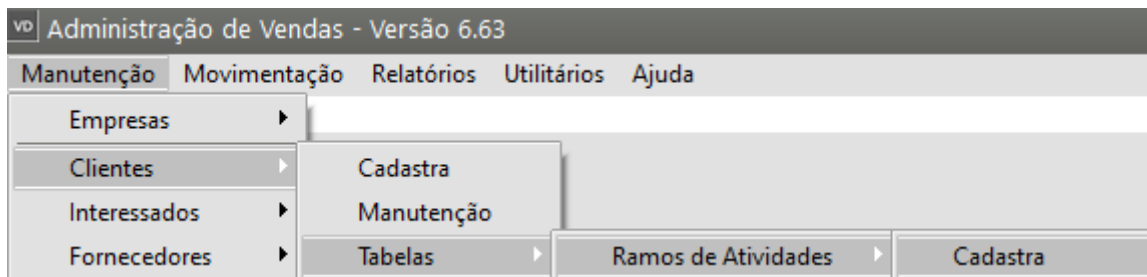 VD Administração de Vendas - Versão 6.63
Manutenção Movimentação Relatórios Utilitários Ajuda
Empresas
Clientes Cadastra
Interessados Manutenção
Fornecedores Tabelas Ramos de Atividades Cadastra